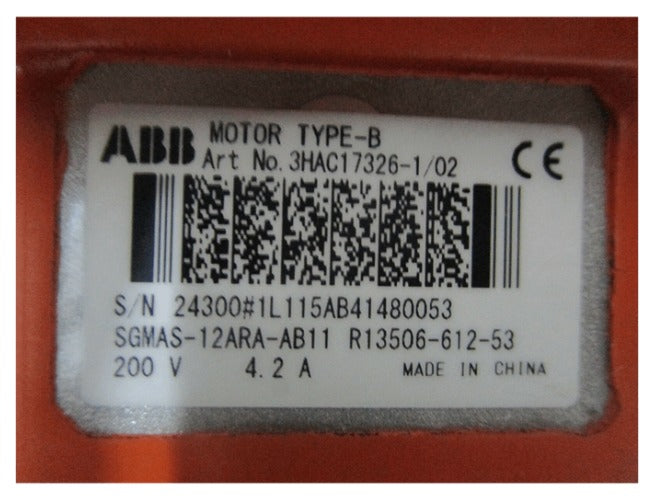 ABB MOTOR TYPE-B
Art No. 3HAC17326-1/02 CE
S/N 24300#1L115AB41480053
SGMAS-12ARA-AB11 R13506-612-53
200 V 4.2 A MADE IN CHINA